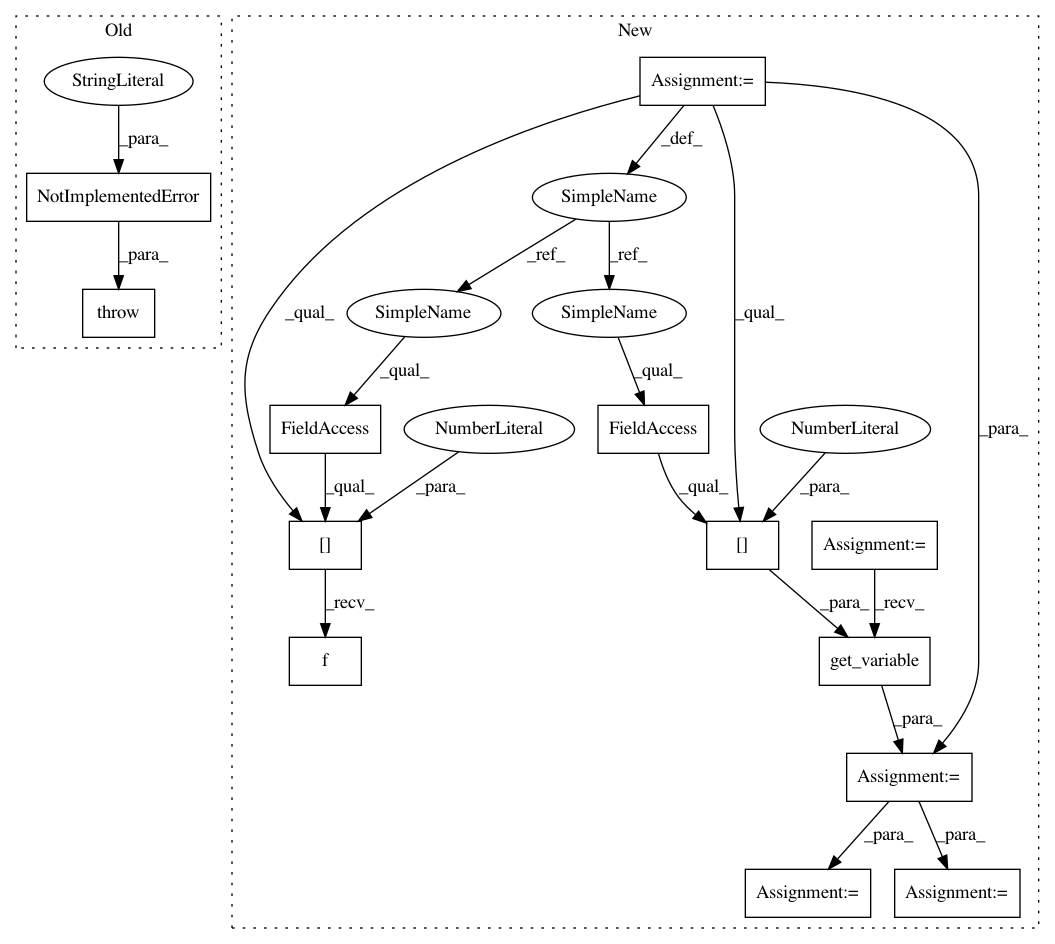 Old
New
StringLiteral
Assignment:=
_para_
_def_
NotImplementedError
SimpleName
_para_
_ref_
_ref_
throw
_qual_
SimpleName
SimpleName
_qual_
_qual_
_qual_
_para_
FieldAccess
NumberLiteral
FieldAccess
NumberLiteral
_qual_
_para_
_qual_
_para_
[]
[]
Assignment:=
_recv_
_para_
_recv_
f
get_variable
_para_
Assignment:=
_para_
_para_
Assignment:=
Assignment:=